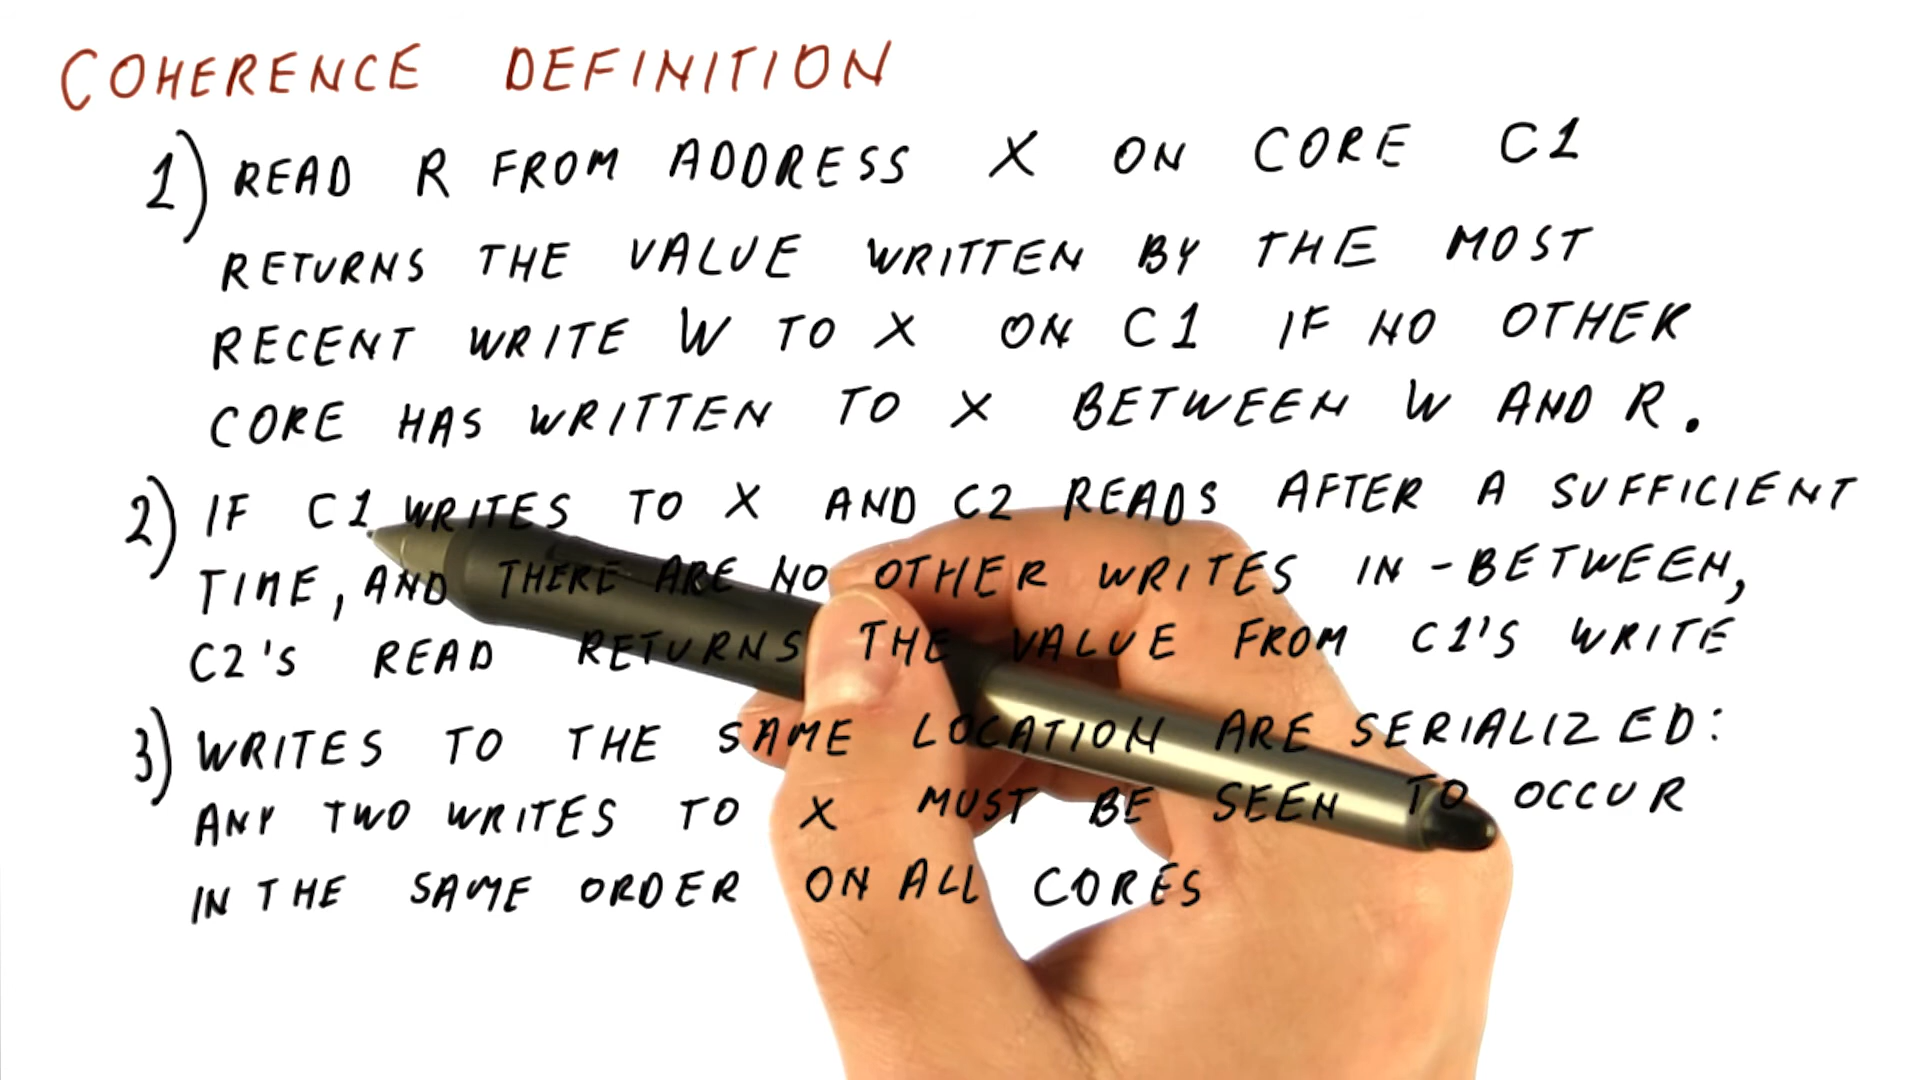 COHERENCE DEFINITION
1) READ R FROM ADDRESS X ON CORE C1
RETURNS THE VALUE WRITTEN BY THE MOST
RECENT WRITE W TO X ON C1 IF NO OTHER
CORE HAS WRITTEN TO X BETWEEN W AND R.
2) IF C1 WRITES TO X AND C2 READS AFTER A SUFFICIENT
TIME, AND THERE ARE NO OTHER WRITES IN-BETWEEN,
C2'S READ RETURNS THE VALUE FROM C1'S WRITE
3) WRITES TO THE SAME LOCATION ARE SERIALIZED:
ANY TWO WRITES TO X MUST BE SEEN TO OCCUR
IN THE SAME ORDER ON ALL CORES